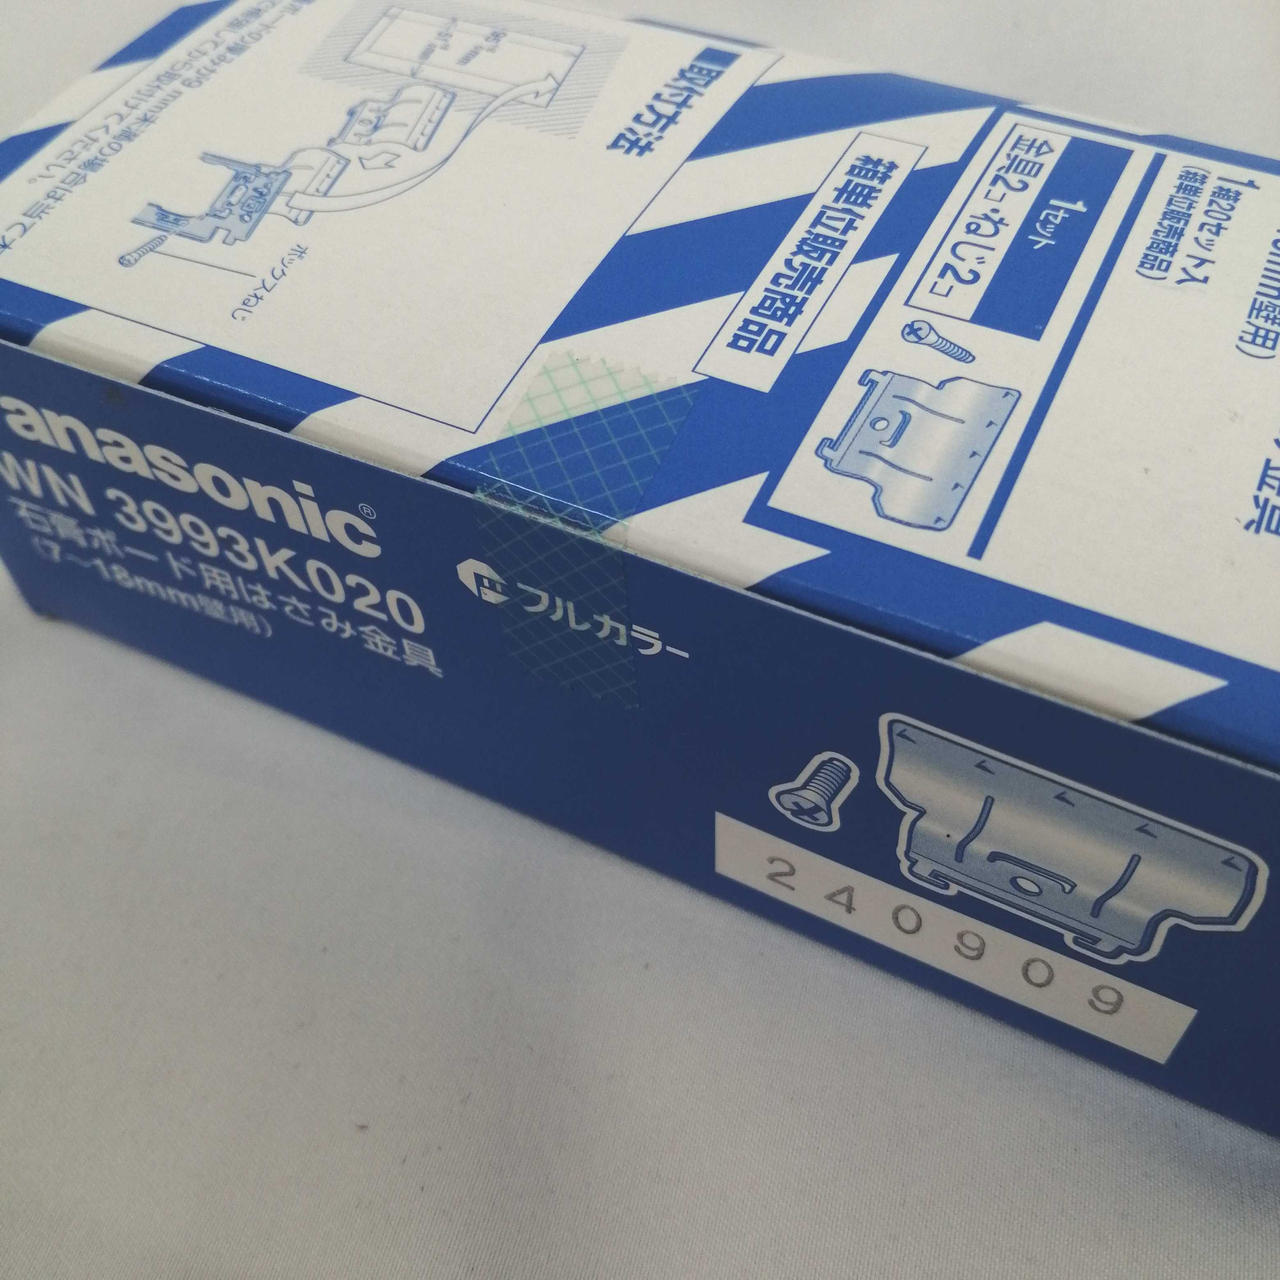 anasonic®
WN 3993K020
石膏ボード用はさみ金具
(7～18mm壁用)
フルカラー
240909
■取付方法
ボックスねじ
箱単位販売商品
1セット
金具2コ・ねじ2コ
1箱20セット入
(箱単位販売商品)
mm壁用)
金具